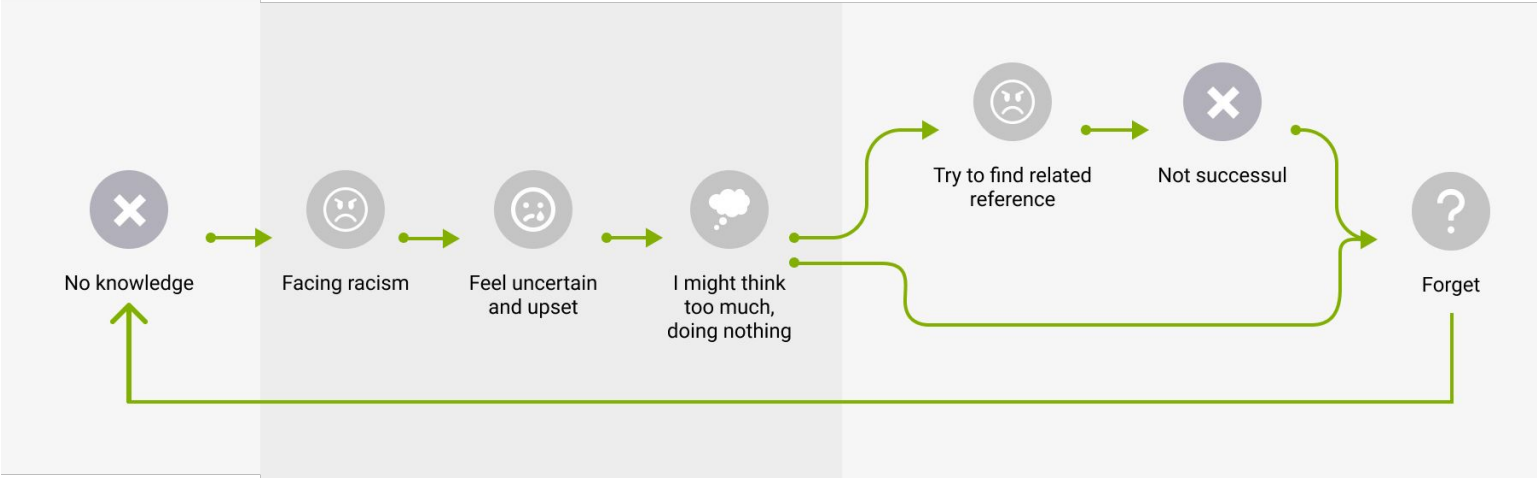 No knowledge
Facing racism
Feel uncertain
and upset
I might think
too much,
doing nothing
Try to find related
reference
Not successul
?
Forget